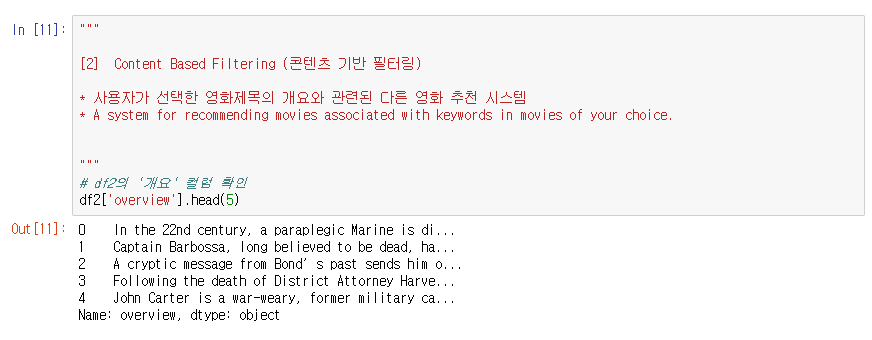 In [11]: """
[2] Content Based Filtering (콘텐츠 기반 필터링)
* 사용자가 선택한 영화제목의 개요와 관련된 다른 영화 추천 시스템
* A system for recommending movies associated with keywords in movies of your choice.
"""
# df2의 '개요' 컬럼 확인
df2['overview'].head(5)
Out[11]: 0 In the 22nd century, a paraplegic Marine is di...
1 Captain Barbossa, long believed to be dead, ha...
2 A cryptic message from Bond’s past sends him o...
3 Following the death of District Attorney Harve...
4 John Carter is a war-weary, former military ca...
Name: overview, dtype: object